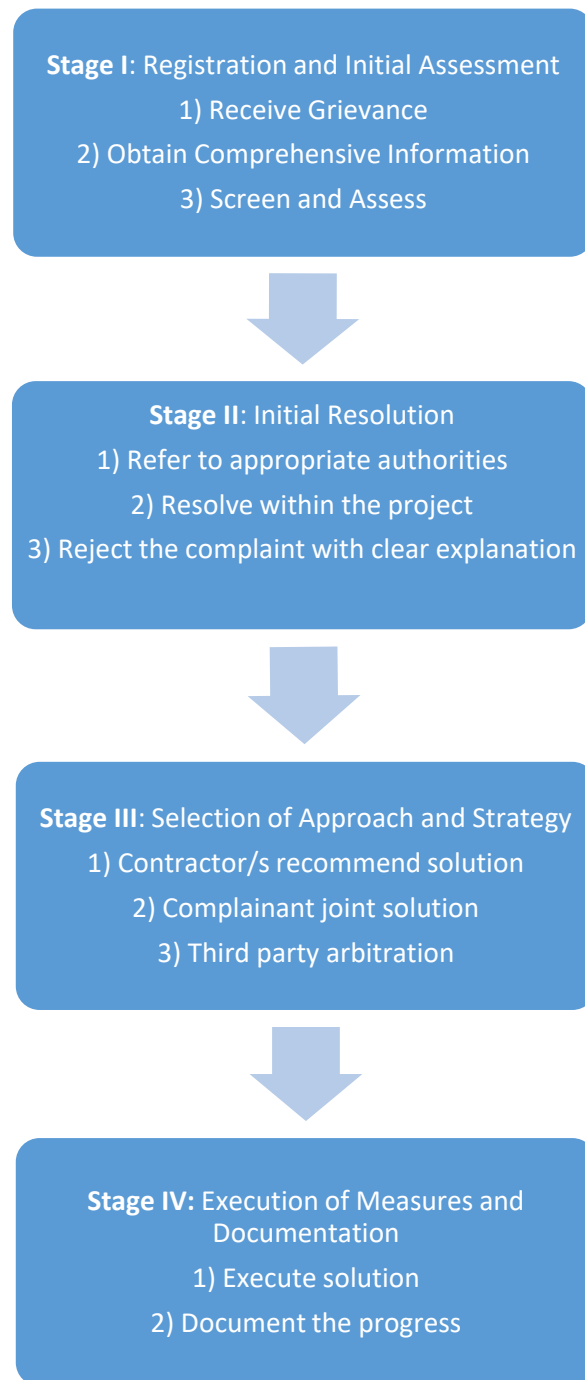 Stage I: Registration and Initial Assessment
1) Receive Grievance
2) Obtain Comprehensive Information
3) Screen and Assess
Stage II: Initial Resolution
1) Refer to appropriate authorities
2) Resolve within the project
3) Reject the complaint with clear explanation
Stage III: Selection of Approach and Strategy
1) Contractor/s recommend solution
2) Complainant joint solution
3) Third party arbitration
Stage IV: Execution of Measures and
Documentation
1) Execute solution
2) Document the progress